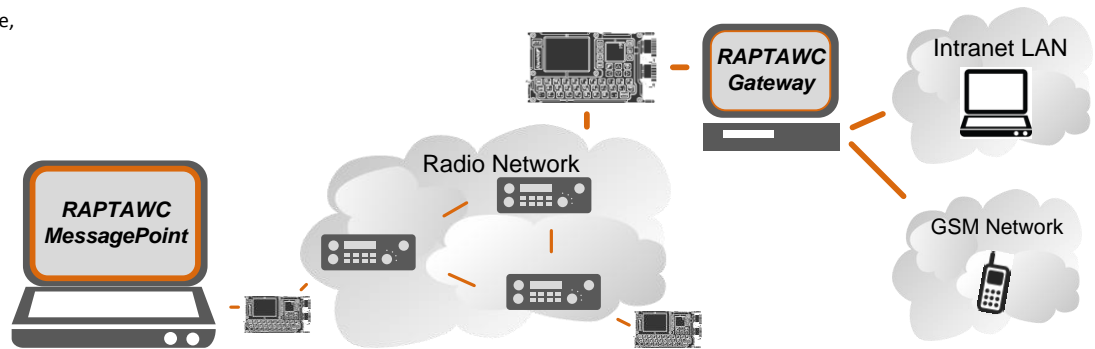 e,
RAPTAWC
Gateway
Intranet LAN
Radio Network
RAPTAWC
MessagePoint
GSM Network